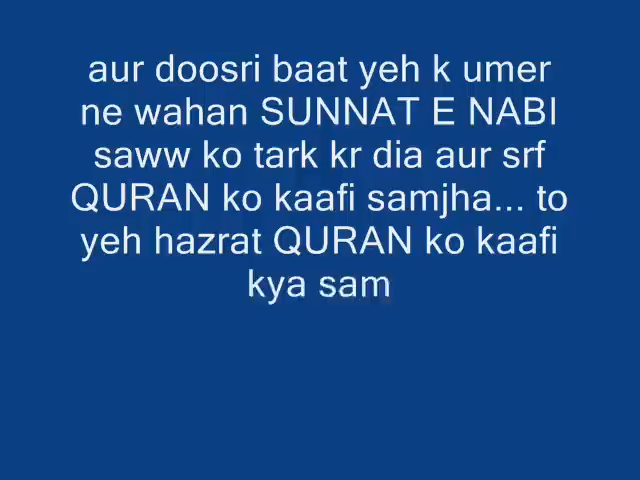 aur doosri baat yeh k umer
ne wahan SUNNAT E NABI
saww ko tark kr dia aur srf
QURAN ko kaafi samjha... to
yeh hazrat QURAN ko kaafi
kya sam